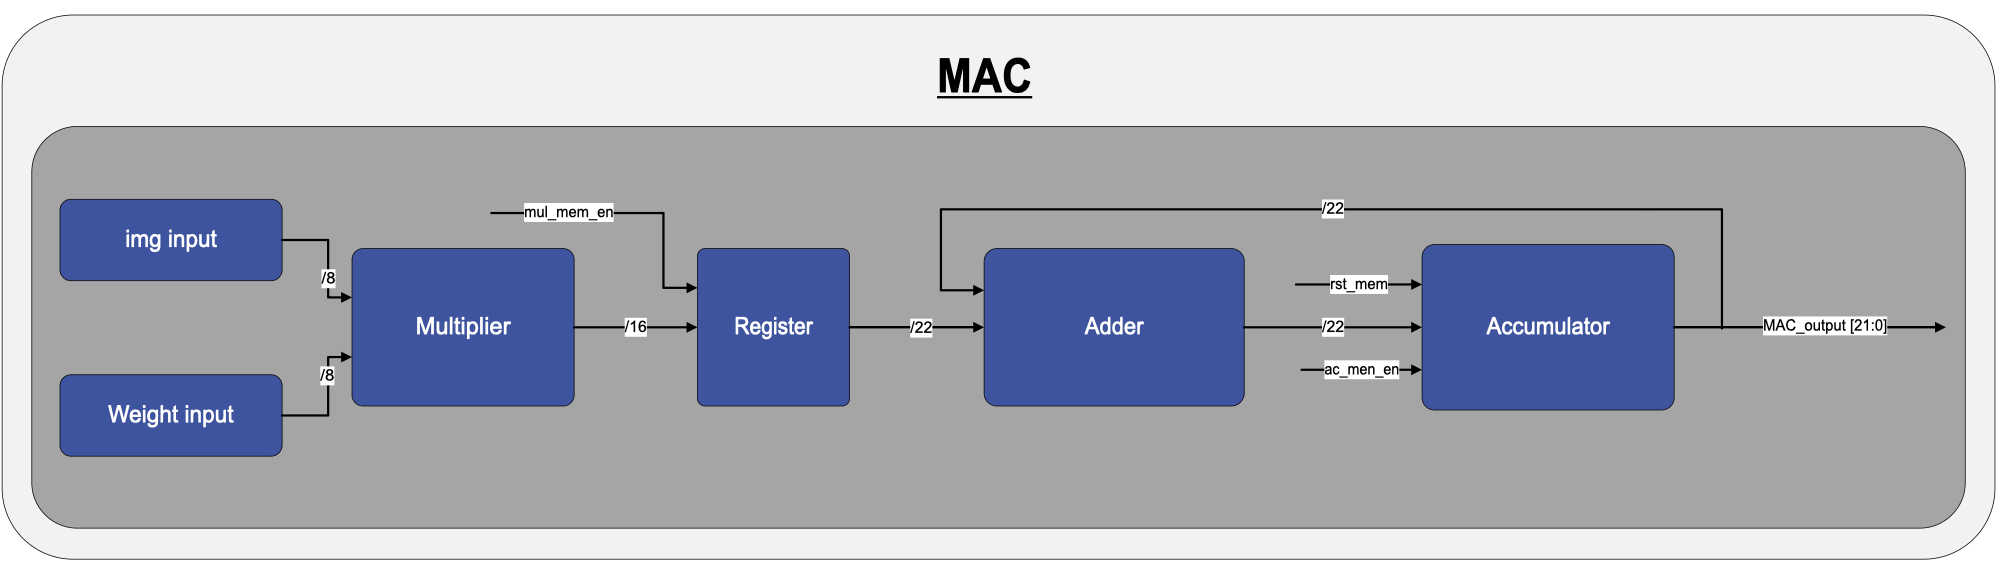 MAC
img input
Weight input
/8
/8
Multiplier
mul_mem_en
/16
Register
/22
Adder
/22
rst_mem
/22
ac_men_en
Accumulator
MAC_output [21:0]